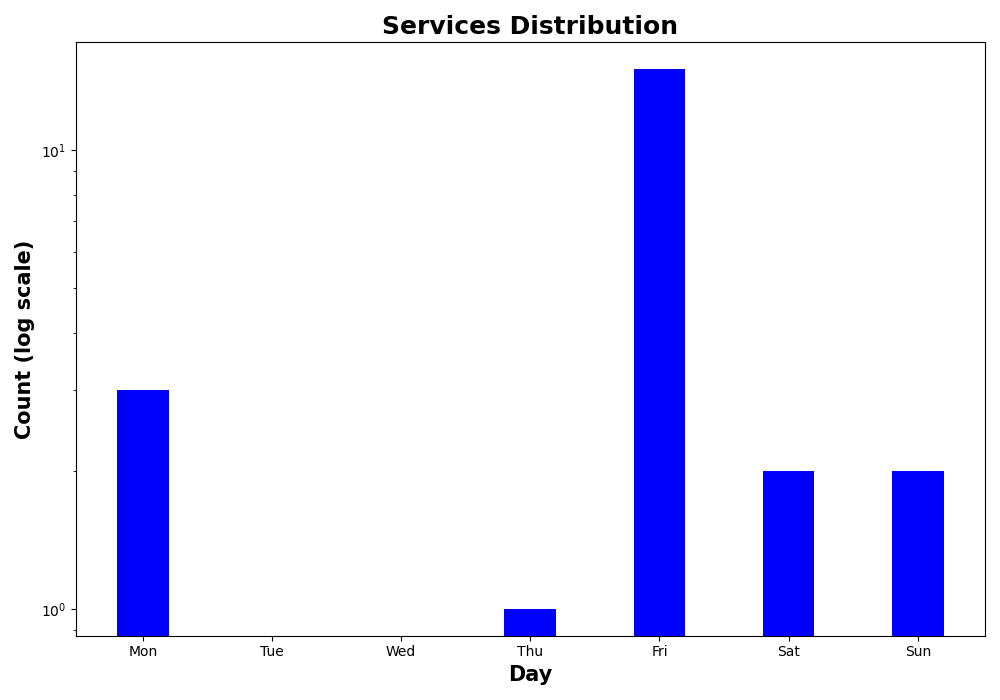 Services Distribution
Count (log scale)
10¹
10⁰
Mon Tue Wed Thu Fri Sat Sun
Day